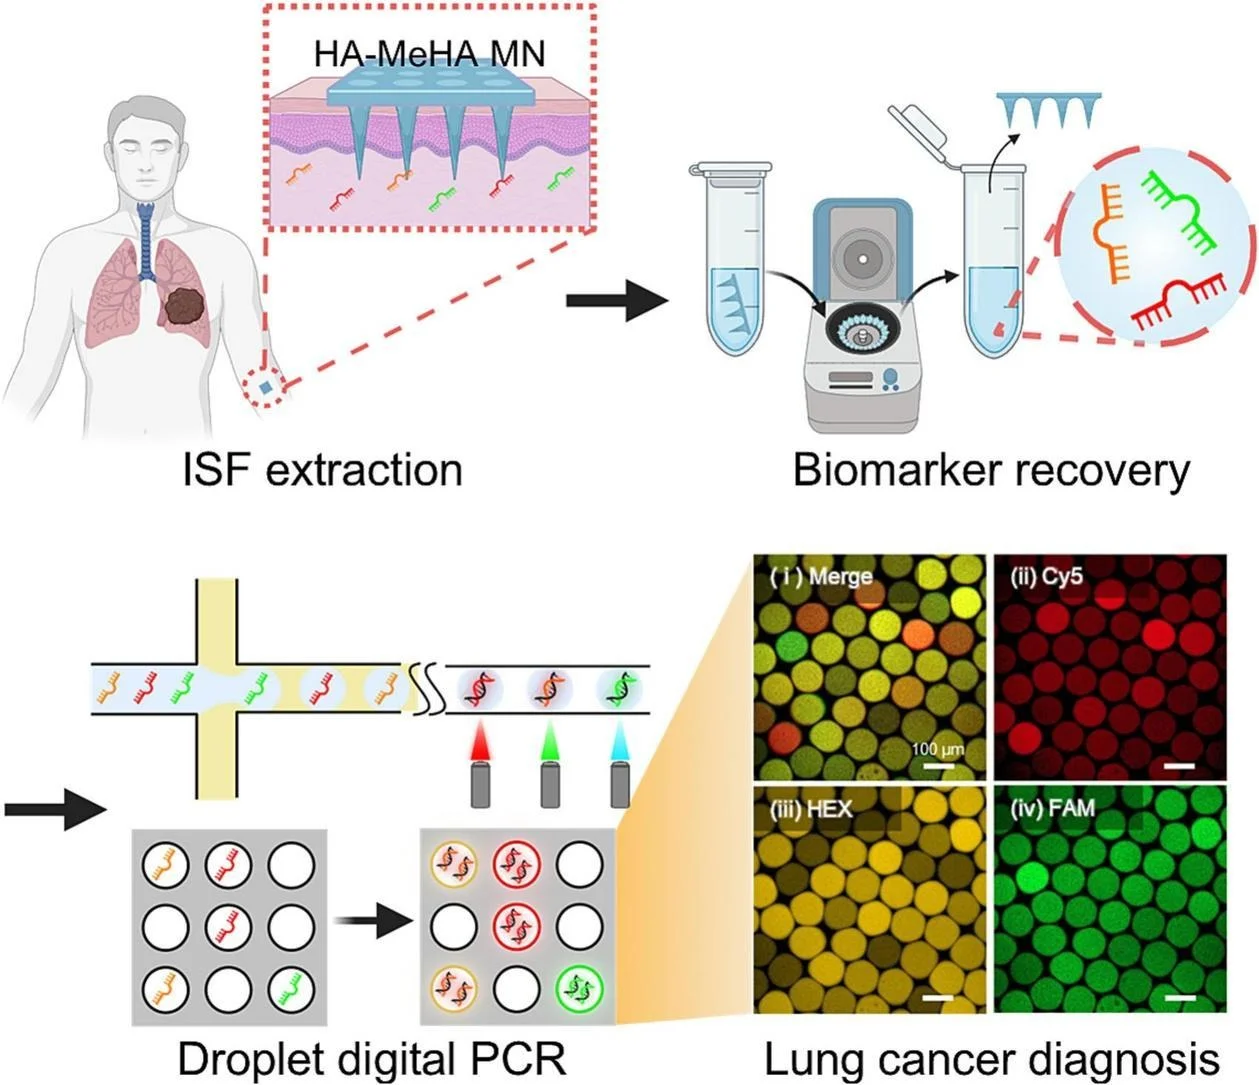 HA-MeHA MN
ISF extraction
Biomarker recovery
(i) Merge
(ii) Cy5
100 µm
(iii) HEX
(iv) FAM
Droplet digital PCR
Lung cancer diagnosis